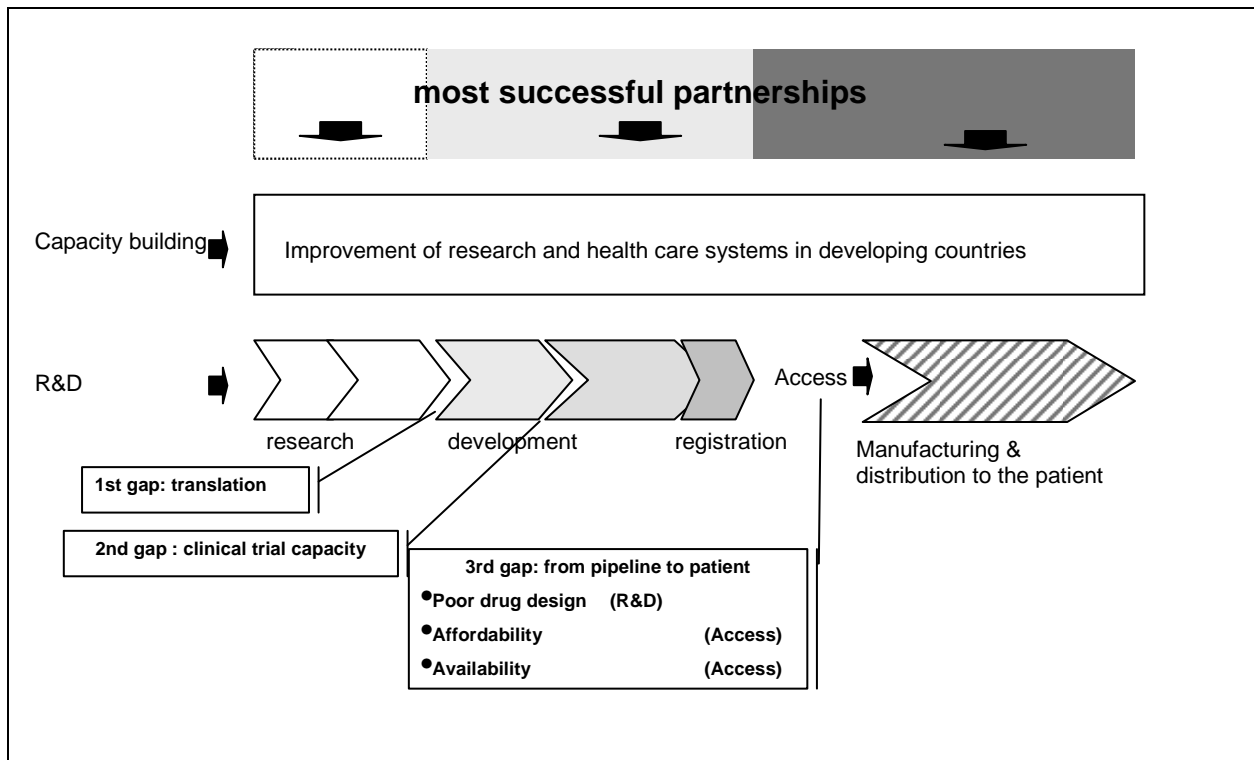 most successful partnerships
Capacity building
Improvement of research and health care systems in developing countries
R&D
Access
research
development
registration
Manufacturing &
distribution to the patient
1st gap: translation
2nd gap : clinical trial capacity
3rd gap: from pipeline to patient
•Poor drug design (R&D)
•Affordability (Access)
•Availability (Access)